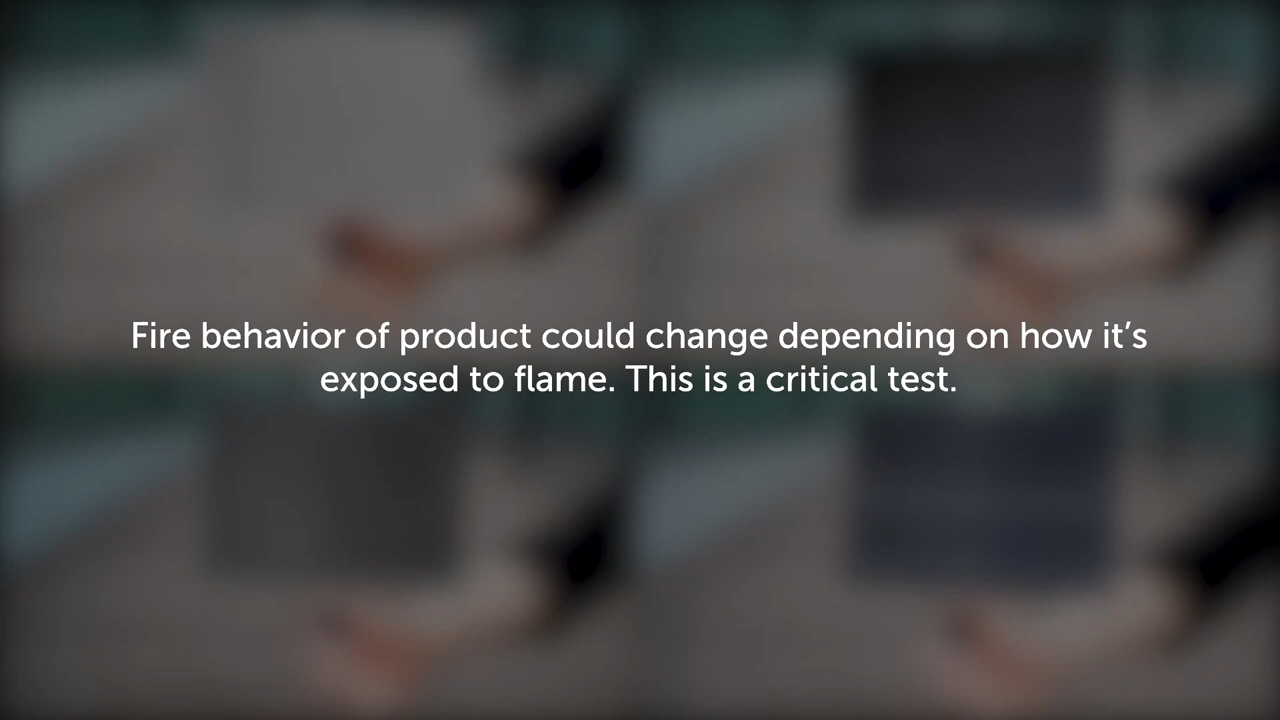 Fire behavior of product could change depending on how it’s
exposed to flame. This is a critical test.